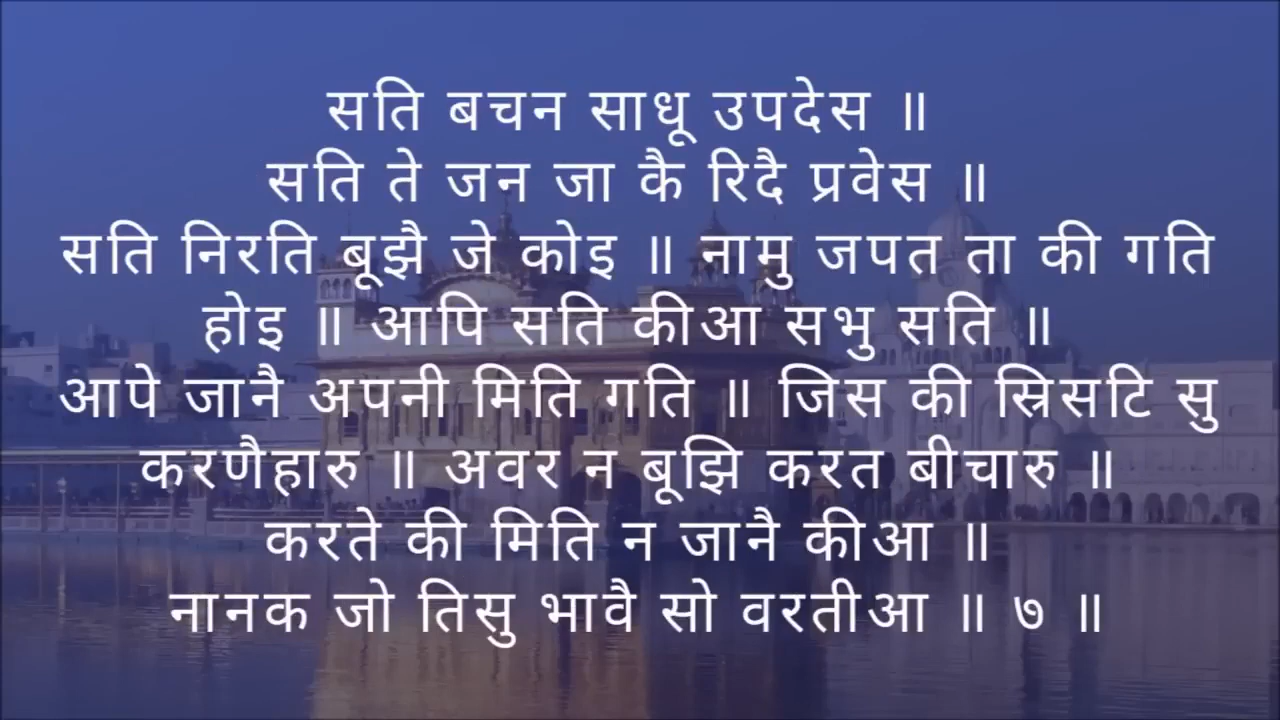 सति बचन साधू उपदेस ॥
सति ते जन जा कै रिदै प्रवेस ॥
सति निरति बूझै जे कोइ ॥ नामु जपत ता की गति
होइ ॥ आपि सति कीआ सभु सति ॥
आपे जानै अपनी मिति गति ॥ जिस की स्रिसटि सु
करणैहारु ॥ अवर न बूझि करत बीचारु ॥
करते की मिति न जानै कीआ ॥
नानक जो तिसु भावै सो वरतीआ ॥ ७ ॥